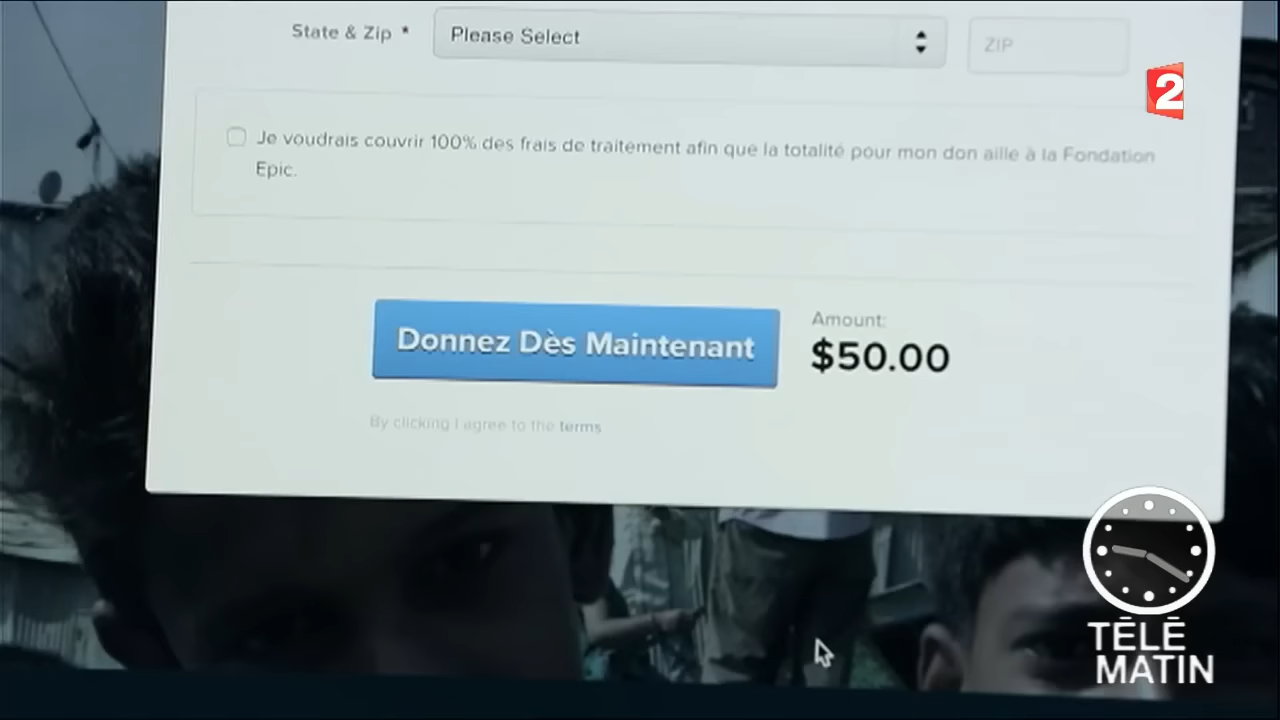 State & Zip *
Please Select
ZIP
2
Je voudrais couvrir 100% des frais de traitement afin que la totalité pour mon don aille à la Fondation
Epic.
Donnez Dès Maintenant
Amount:
$50.00
By clicking I agree to the terms
TÉLÉ
MATIN